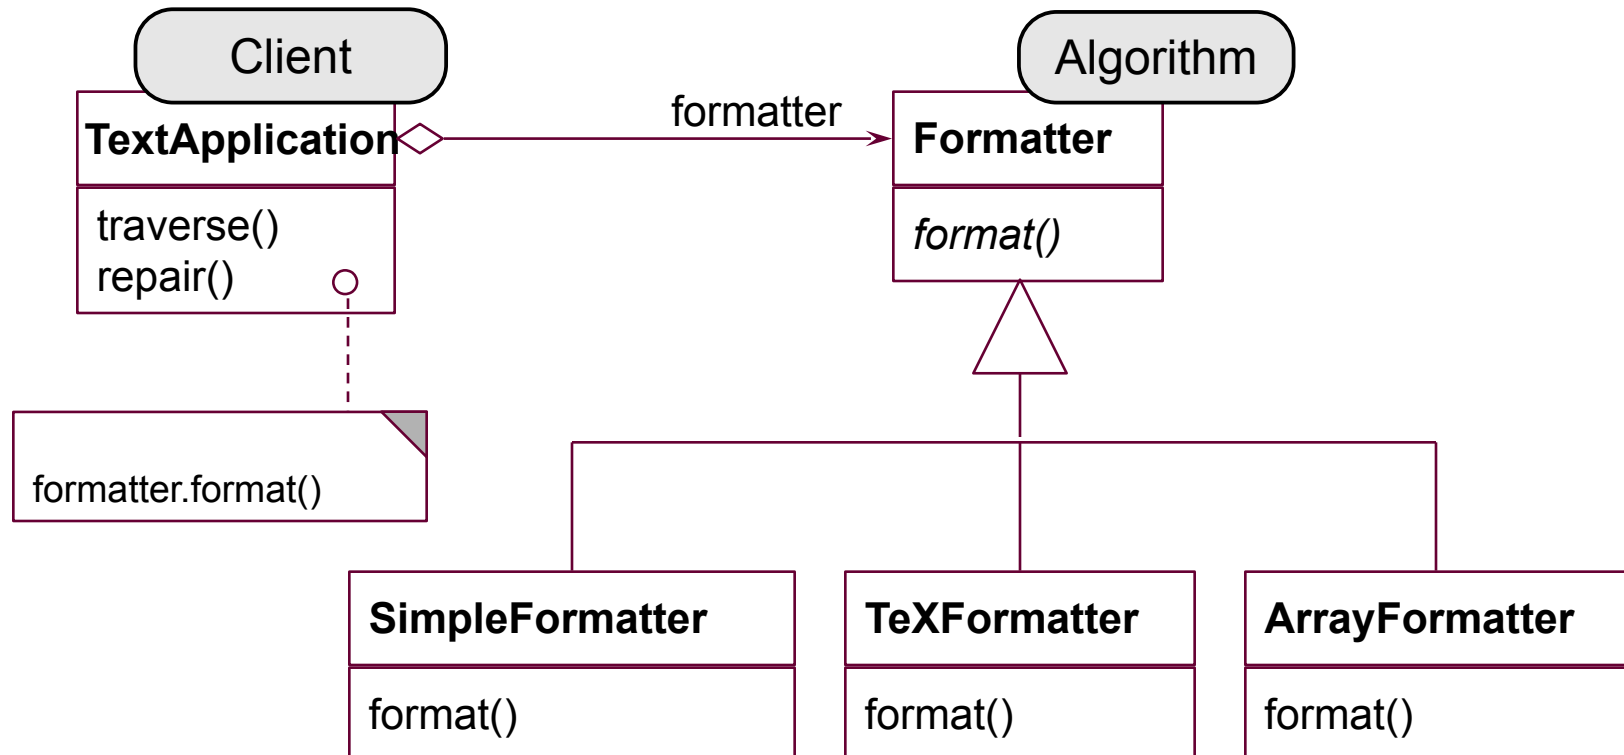 Client
Algorithm
formatter
TextApplication
Formatter
traverse()
repair()
format()
formatter.format()
SimpleFormatter
TeXFormatter
ArrayFormatter
format()
format()
format()